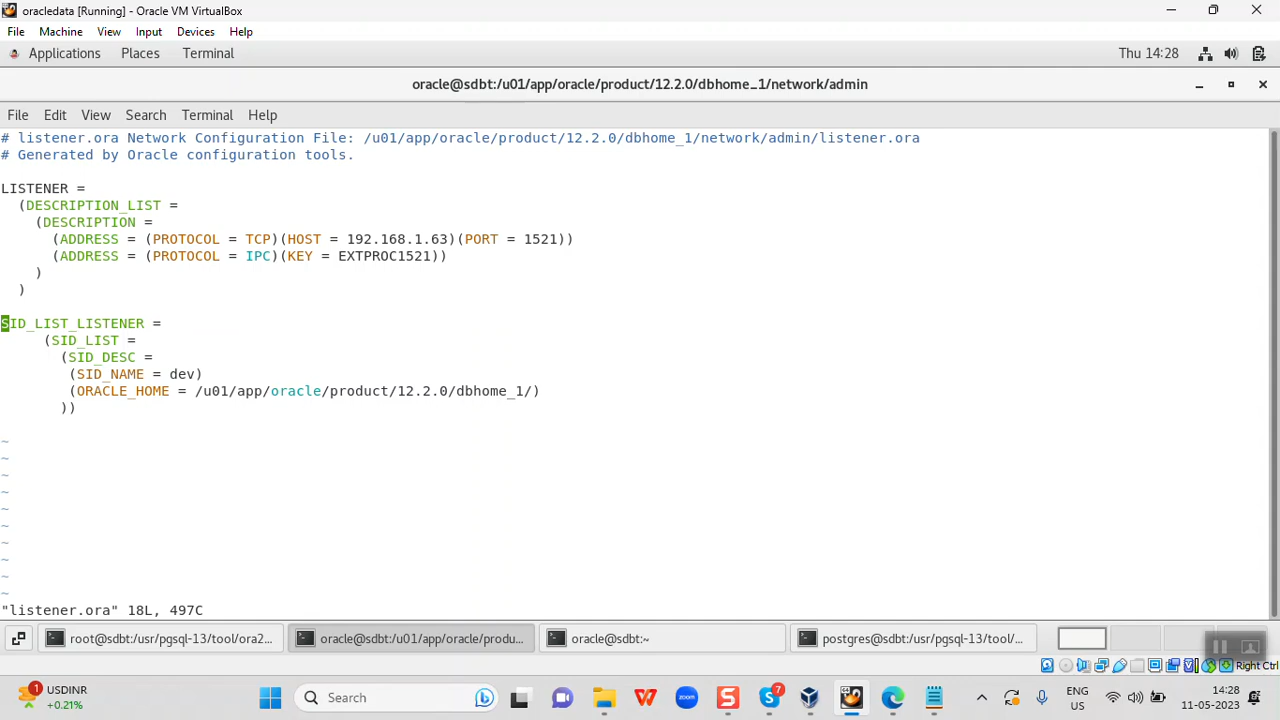 oracledata [Running] - Oracle VM VirtualBox
File Machine View Input Devices Help
Applications Places Terminal Thu 14:28
oracle@sdbt:/u01/app/oracle/product/12.2.0/dbhome_1/network/admin
File Edit View Search Terminal Help
# listener.ora Network Configuration File: /u01/app/oracle/product/12.2.0/dbhome_1/network/admin/listener.ora
# Generated by Oracle configuration tools.
LISTENER =
(DESCRIPTION_LIST =
(DESCRIPTION =
(ADDRESS = (PROTOCOL = TCP)(HOST = 192.168.1.63)(PORT = 1521))
(ADDRESS = (PROTOCOL = IPC)(KEY = EXTPROC1521))
)
)
SID_LIST_LISTENER =
(SID_LIST =
(SID_DESC =
(SID_NAME = dev)
(ORACLE_HOME = /u01/app/oracle/product/12.2.0/dbhome_1/)
))
~
~
~
~
~
~
~
~
~
~
"listener.ora" 18L, 497C
root@sdbt:/usr/pgsql-13/tool/ora2... oracle@sdbt:/u01/app/oracle/produ... oracle@sdbt:~ postgres@sdbt:/usr/pgsql-13/tool/...
Right Ctrl
1 USDINR
+0.21%
Search
7
ENG
US
14:28
11-05-2023